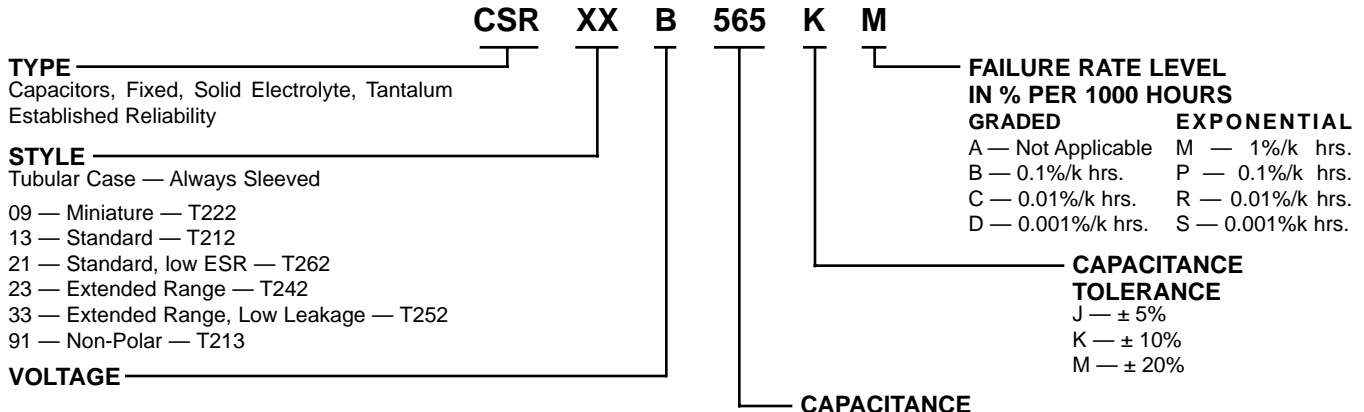 CSR XX B 565 K M
TYPE
Capacitors, Fixed, Solid Electrolyte, Tantalum
Established Reliability
STYLE
Tubular Case — Always Sleeved
09 — Miniature — T222
13 — Standard — T212
21 — Standard, low ESR — T262
23 — Extended Range — T242
33 — Extended Range, Low Leakage — T252
91 — Non-Polar — T213
VOLTAGE
FAILURE RATE LEVEL
IN % PER 1000 HOURS
GRADED EXPONENTIAL
A — Not Applicable M — 1%/k hrs.
B — 0.1%/k hrs. P — 0.1%/k hrs.
C — 0.01%/k hrs. R — 0.01%/k hrs.
D — 0.001%/k hrs. S — 0.001%k hrs.
CAPACITANCE
TOLERANCE
J — ± 5%
K — ± 10%
M — ± 20%
CAPACITANCE